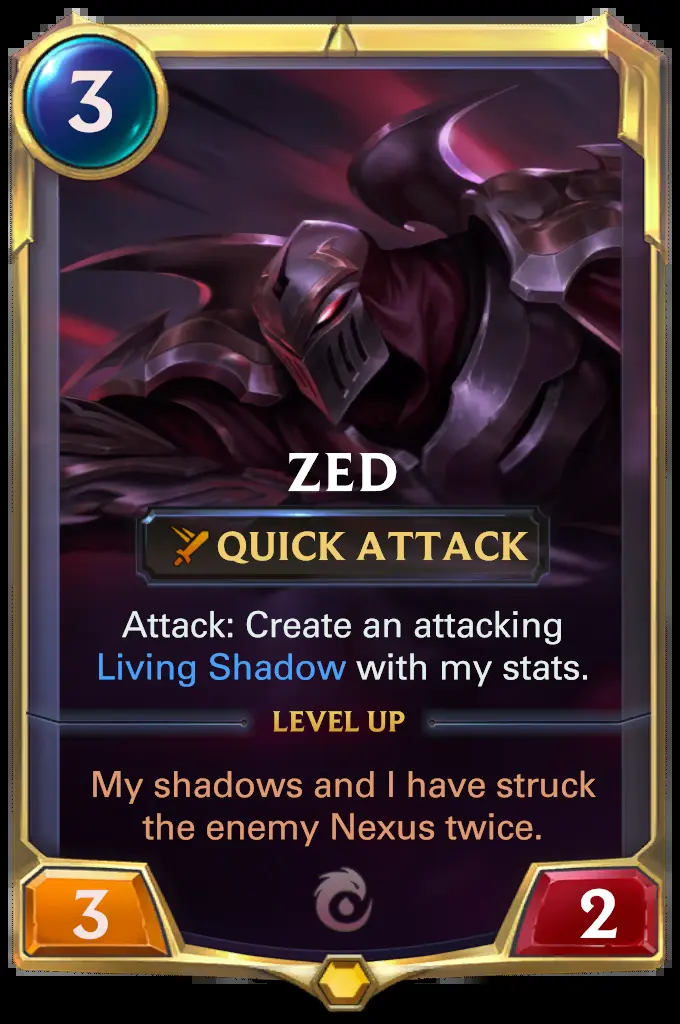 3
ZED
QUICK ATTACK
Attack: Create an attacking
Living Shadow with my stats.
LEVEL UP
My shadows and I have struck
the enemy Nexus twice.
3
2